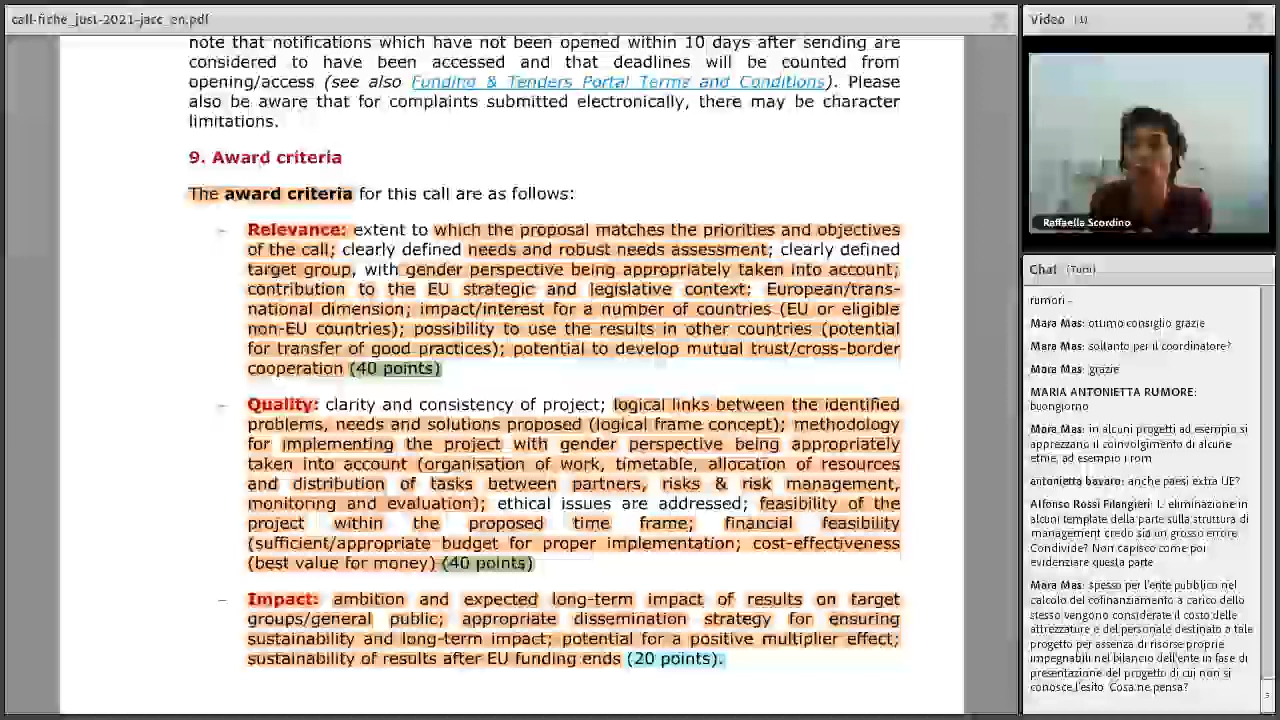 call-fiche_just-2021-jacc_en.pdf
note that notifications which have not been opened within 10 days after sending are
considered to have been accessed and that deadlines will be counted from
opening/access (see also Funding & Tenders Portal Terms and Conditions). Please
also be aware that for complaints submitted electronically, there may be character
limitations.
9. Award criteria
The award criteria for this call are as follows:
- Relevance: extent to which the proposal matches the priorities and objectives
of the call; clearly defined needs and robust needs assessment; clearly defined
target group, with gender perspective being appropriately taken into account;
contribution to the EU strategic and legislative context; European/trans-
national dimension; impact/interest for a number of countries (EU or eligible
non-EU countries); possibility to use the results in other countries (potential
for transfer of good practices); potential to develop mutual trust/cross-border
cooperation (40 points)
- Quality: clarity and consistency of project; logical links between the identified
problems, needs and solutions proposed (logical frame concept); methodology
for implementing the project with gender perspective being appropriately
taken into account (organisation of work, timetable, allocation of resources
and distribution of tasks between partners, risks & risk management,
monitoring and evaluation); ethical issues are addressed; feasibility of the
project within the proposed time frame; financial feasibility
(sufficient/appropriate budget for proper implementation; cost-effectiveness
(best value for money) (40 points)
- Impact: ambition and expected long-term impact of results on target
groups/general public; appropriate dissemination strategy for ensuring
sustainability and long-term impact; potential for a positive multiplier effect;
sustainability of results after EU funding ends (20 points).
Video (1)
Raffaella Scordino
Chat (Tutti)
rumori -
Mara Mas: ottimo consiglio grazie
Mara Mas: soltanto per il coordinatore?
Mara Mas: grazie
MARIA ANTONIETTA RUMORE:
buongiorno
Mara Mas: in alcuni progetti ad esempio si
apprezzano il coinvolgimento di alcune
etnie, ad esempio i rom
antonietta bavaro: anche paesi extra UE?
Alfonso Rossi Filangieri: L' eliminazione in
alcuni template della parte sulla struttura di
management credo sia un grosso errore
Condivide? Non capisco come poi
evidenziare questa parte
Mara Mas: spesso per l'ente pubblico nel
calcolo del cofinanziamento a carico dello
stesso vengono considerate il costo delle
attrezzature e del personale destinato a tale
progetto per assenza di risorse proprie
impegnabili nel bilancio dell'ente in fase di
presentazione del progetto di cui non si
conosce l'esito Cosa ne pensa?